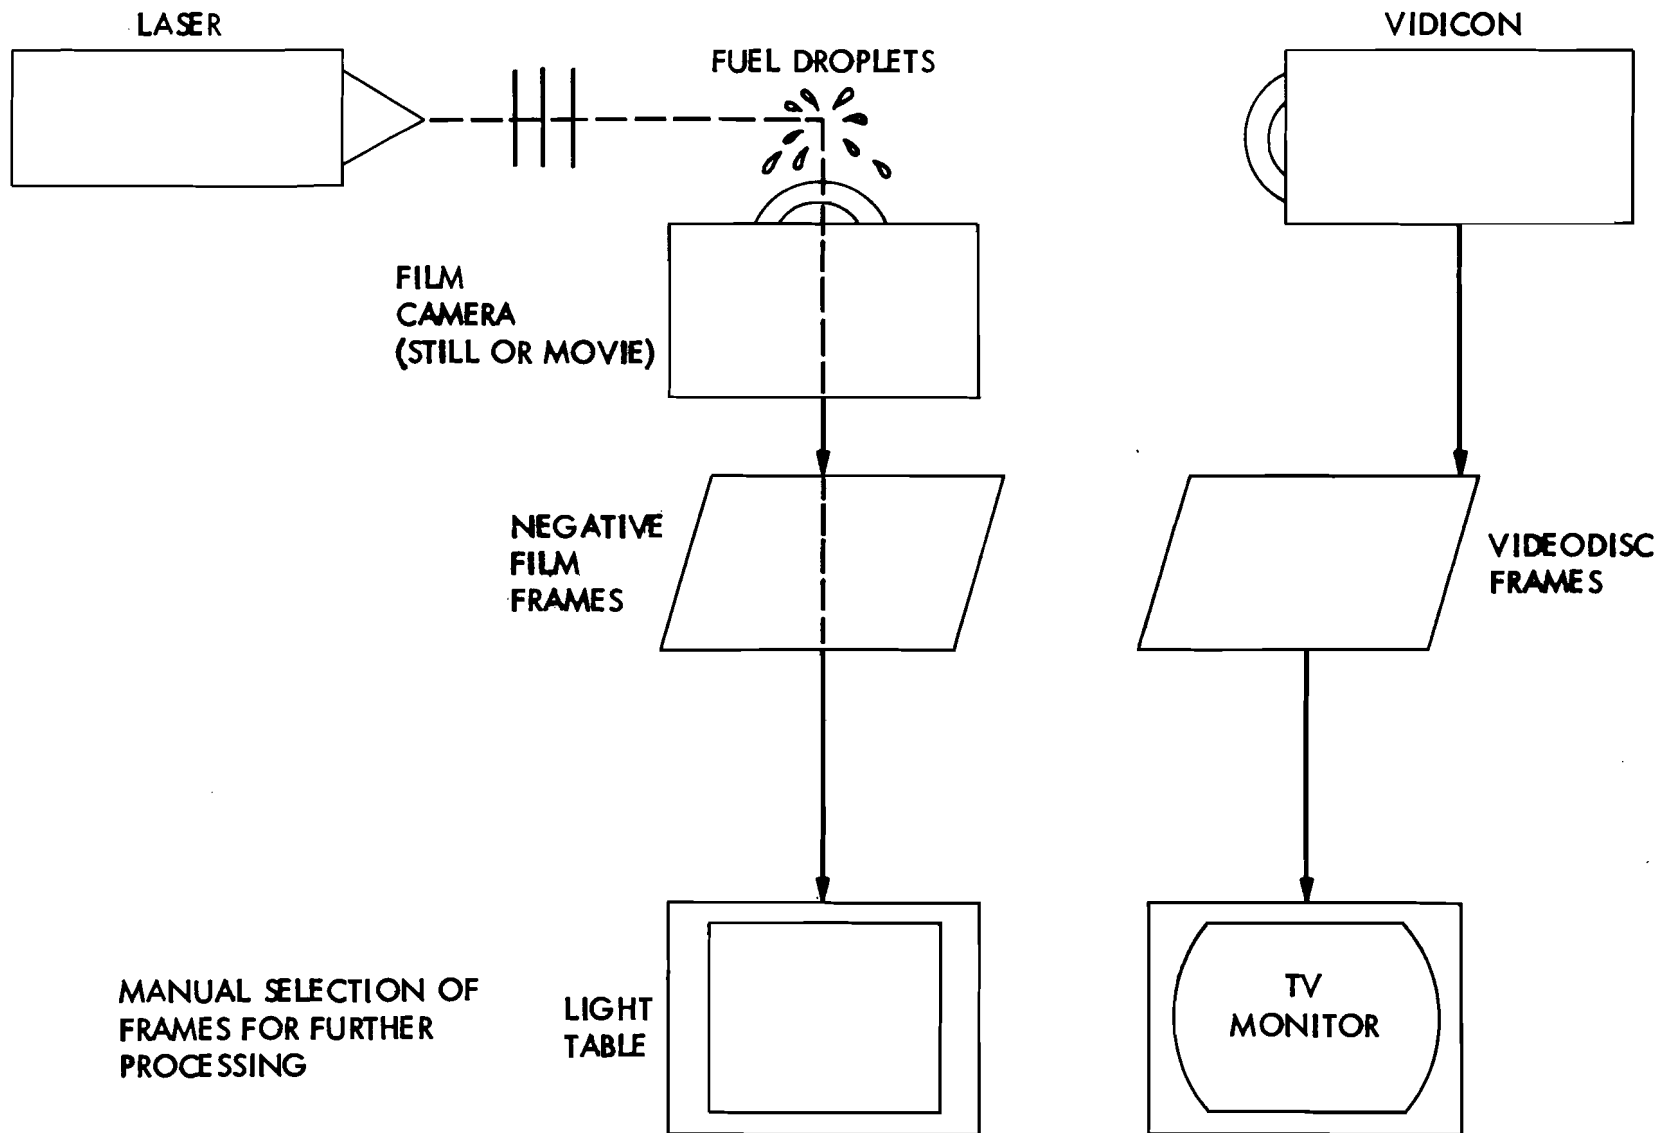 LASER
VIDICON
FUEL DROPLETS
FILM
CAMERA
(STILL OR MOVIE)
NEGATIVE
FILM
FRAMES
VIDEODISC
FRAMES
MANUAL SELECTION OF
FRAMES FOR FURTHER
PROCESSING
LIGHT
TABLE
TV
MONITOR